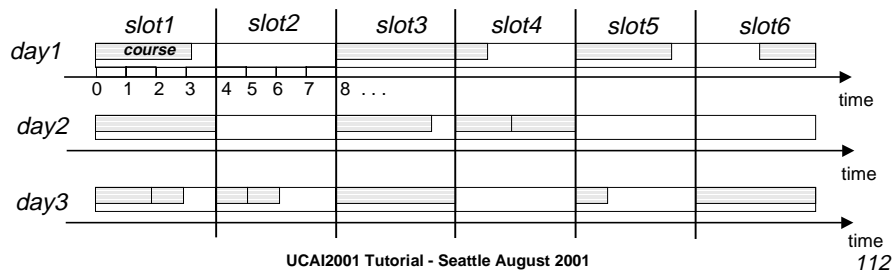 slot1 slot2 slot3 slot4 slot5 slot6
day1 course
0 1 2 3 4 5 6 7 8 . . .
time
day2
time
day3
time
UCAI2001 Tutorial - Seattle August 2001
112